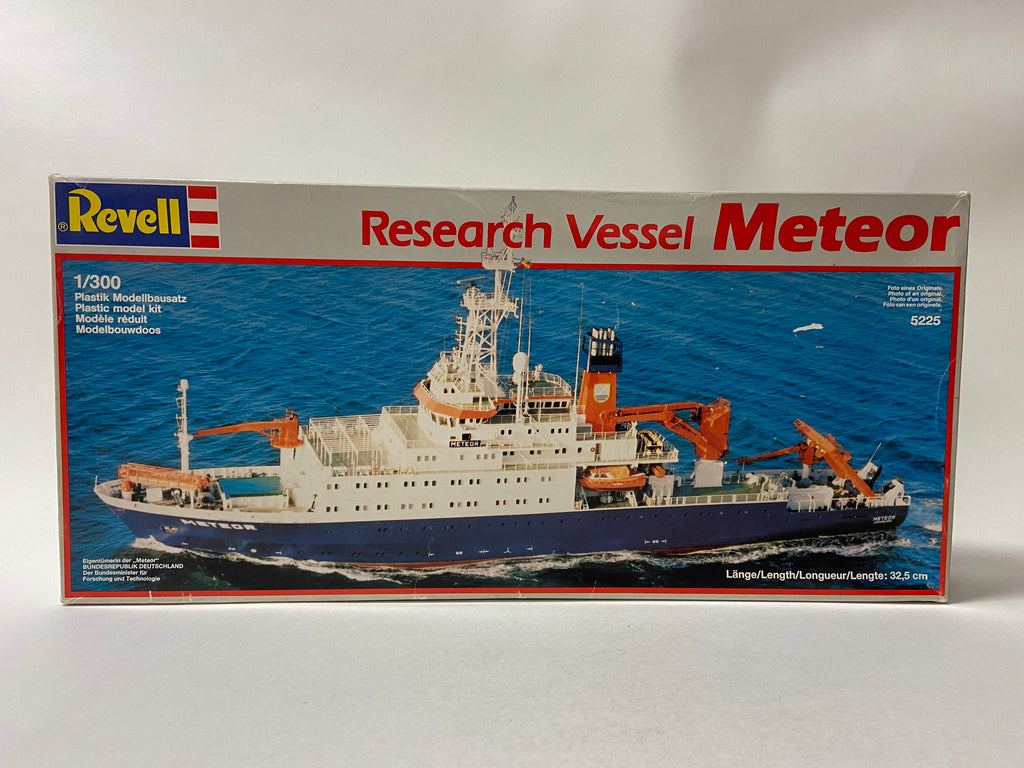 ® Revell
Research Vessel Meteor
1/300
Plastik Modellbausatz
Plastic model kit
Modèle réduit
Modelbouwdoos
Foto eines Originals.
Photo of an original.
Photo d'un original.
Foto van een originele.
5225
METEOR
METEOR
METEOR
Eigentümerin der „Meteor"
BUNDESREPUBLIK DEUTSCHLAND
Der Bundesminister für
Forschung und Technologie
Länge/Length/Longueur/Lengte: 32,5 cm